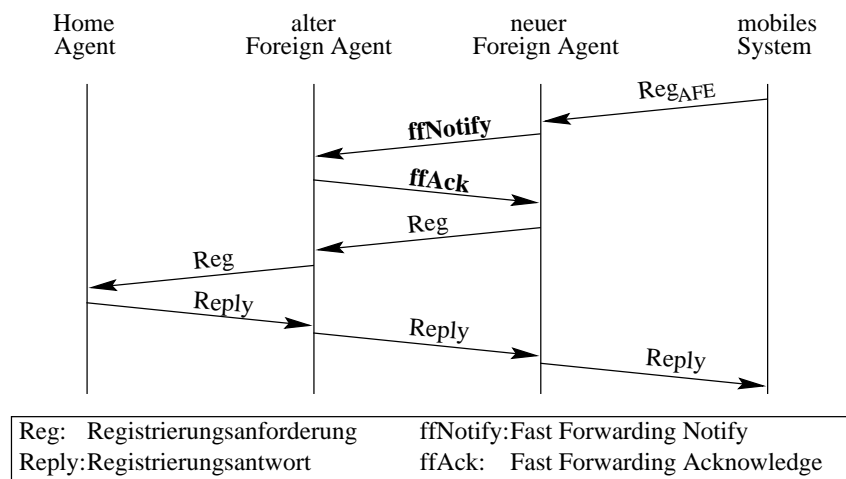 Home alter neuer mobiles
Agent Foreign Agent Foreign Agent System
Reg_AFE
ffNotify
ffAck
Reg
Reg
Reply
Reply
Reply
Reg: Registrierungsanforderung ffNotify:Fast Forwarding Notify
Reply:Registrierungsantwort ffAck: Fast Forwarding Acknowledge